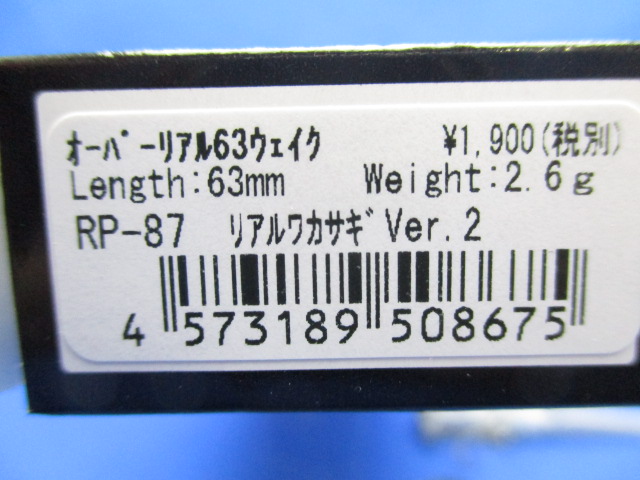 ｵｰﾊﾞｰﾘｱﾙ63ｳｪｲｸ ¥1,900(税別)
Length:63mm Weight:2.6g
RP-87 ﾘｱﾙﾜｶｻｷﾞVer.2
4 573189 508675